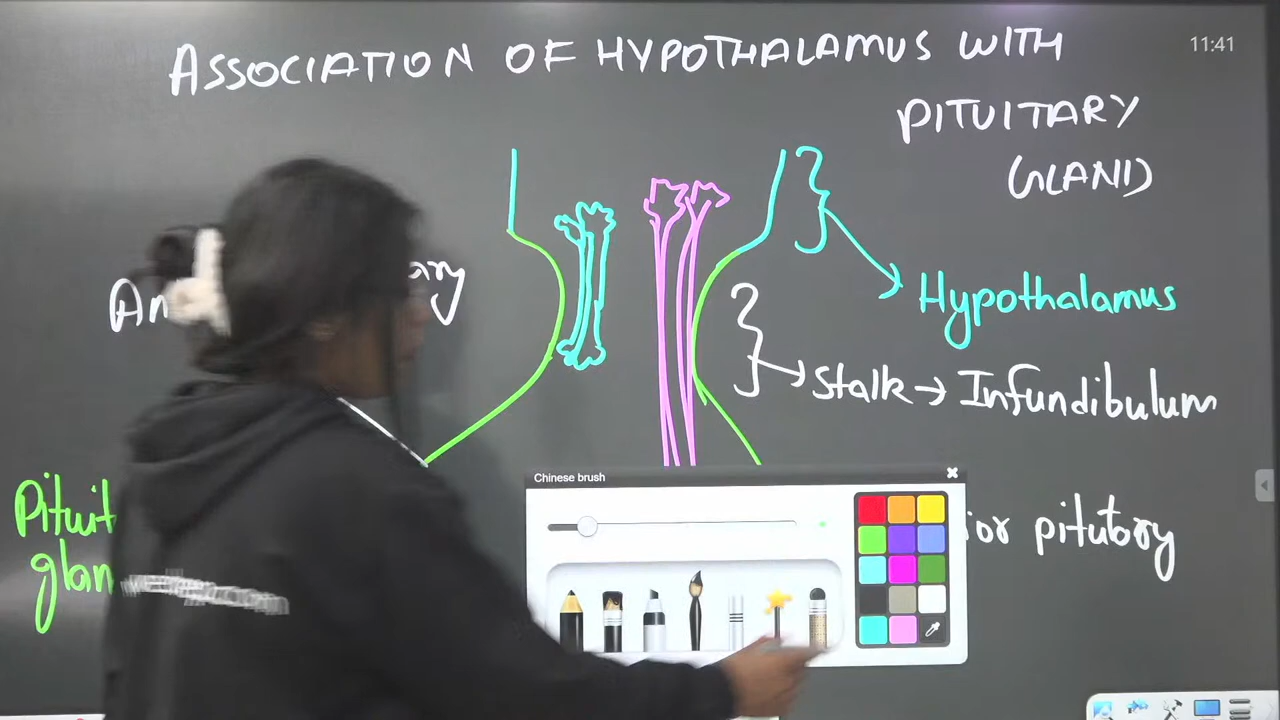 ASSOCIATION OF HYPOTHALAMUS WITH
PITUITARY
GLAND
11:41
Hypothalamus
Stalk → Infundibulum
Chinese brush
pitutory